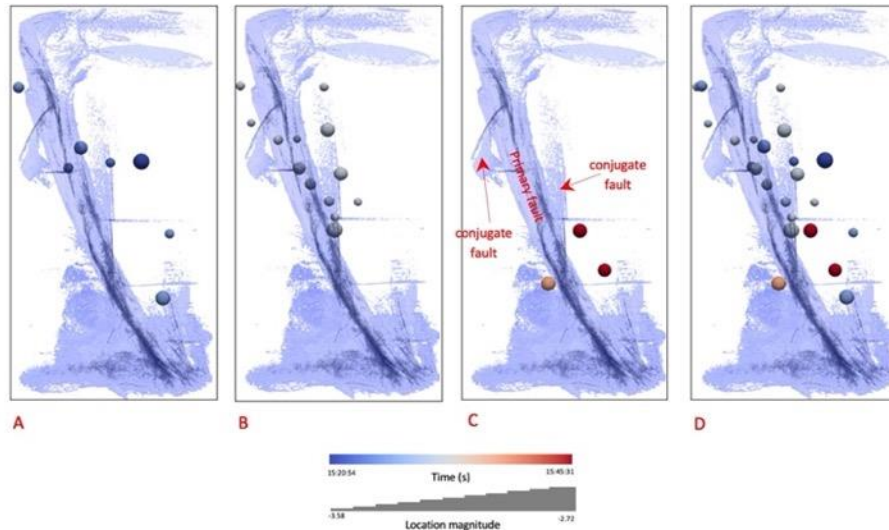 Primary fault
conjugate
fault
conjugate
fault
A
B
C
D
15:20:54
15:45:31
Time (s)
-3.58
-2.72
Location magnitude